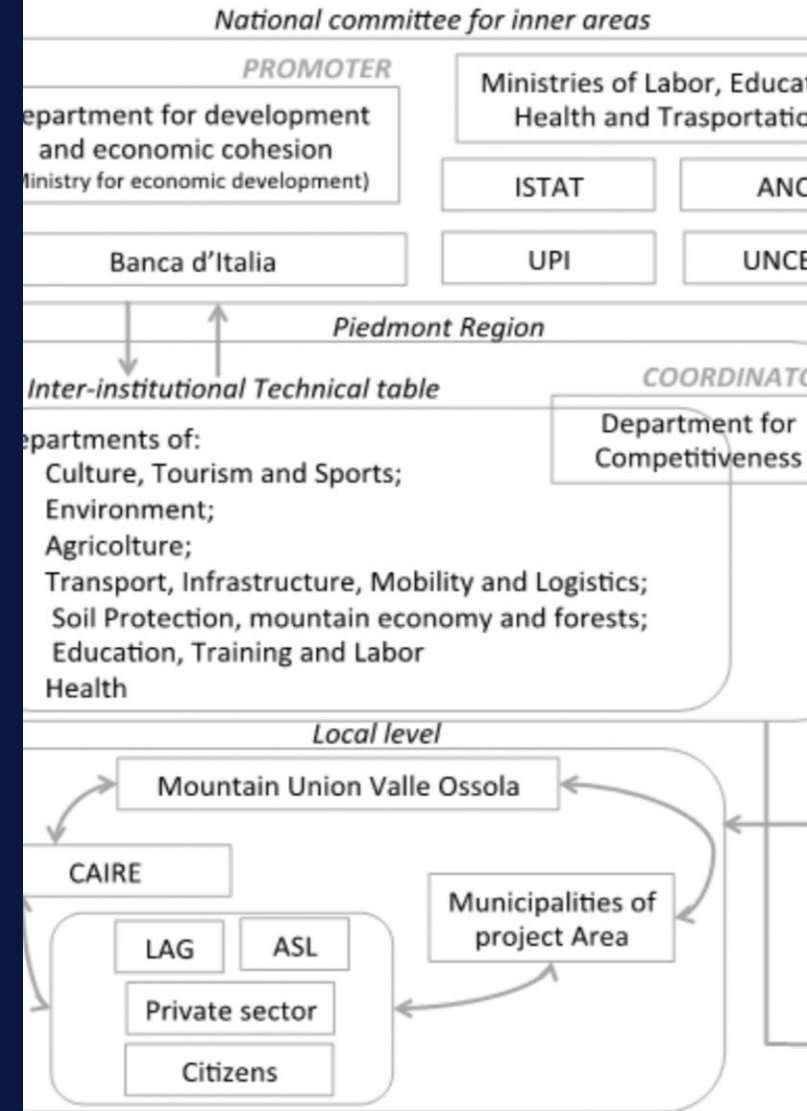 National committee for inner areas
PROMOTER
epartment for development
and economic cohesion
inistry for economic development)
Ministries of Labor, Educat
Health and Trasportatio
ISTAT
ANC
Banca d'Italia
UPI
UNCE
Piedmont Region
COORDINATO
Inter-institutional Technical table
Department for
Competitiveness
epartments of:
Culture, Tourism and Sports;
Environment;
Agricolture;
Transport, Infrastructure, Mobility and Logistics;
Soil Protection, mountain economy and forests;
Education, Training and Labor
Health
Local level
Mountain Union Valle Ossola
CAIRE
Municipalities of
project Area
LAG
ASL
Private sector
Citizens